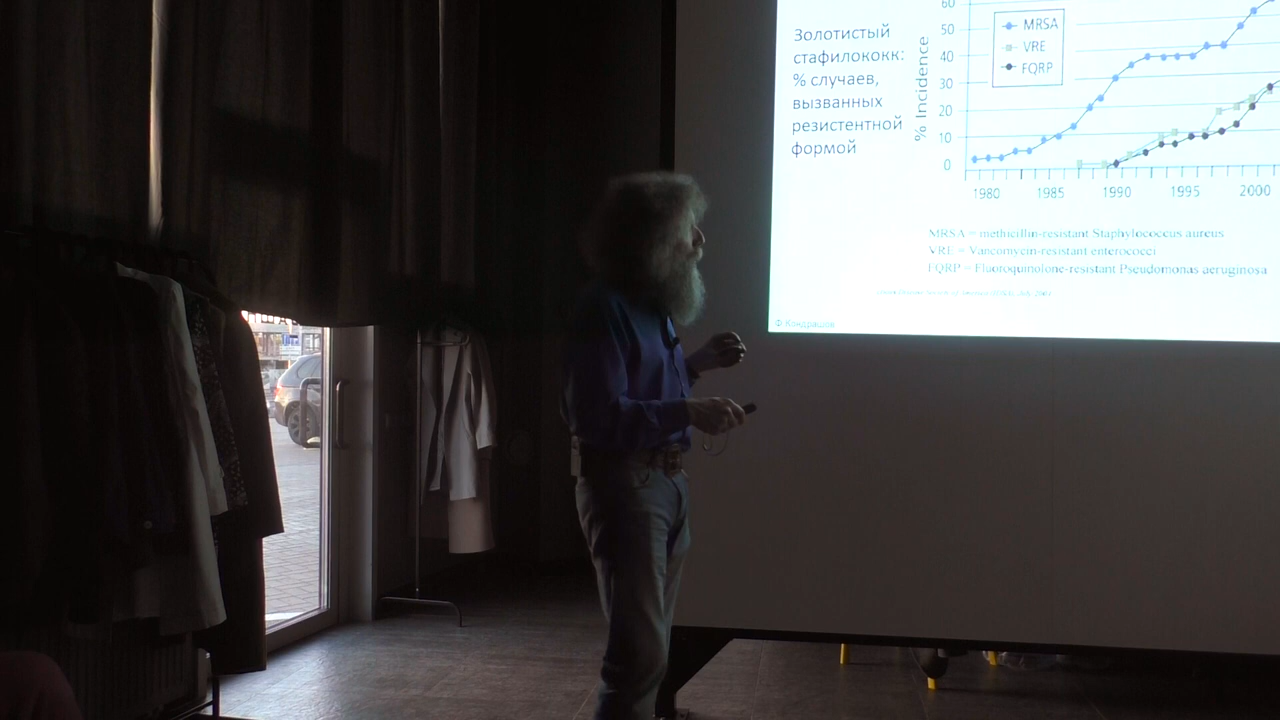 Золотистый
стафилококк:
% случаев,
вызванных
резистентной
формой
% Incidence
60
50
40
30
20
10
0
MRSA
VRE
FQRP
1980 1985 1990 1995 2000
MRSA = methicillin-resistant Staphylococcus aureus
VRE = Vancomycin-resistant enterococci
FQRP = Fluoroquinolone-resistant Pseudomonas aeruginosa
Ф.Кондрашов